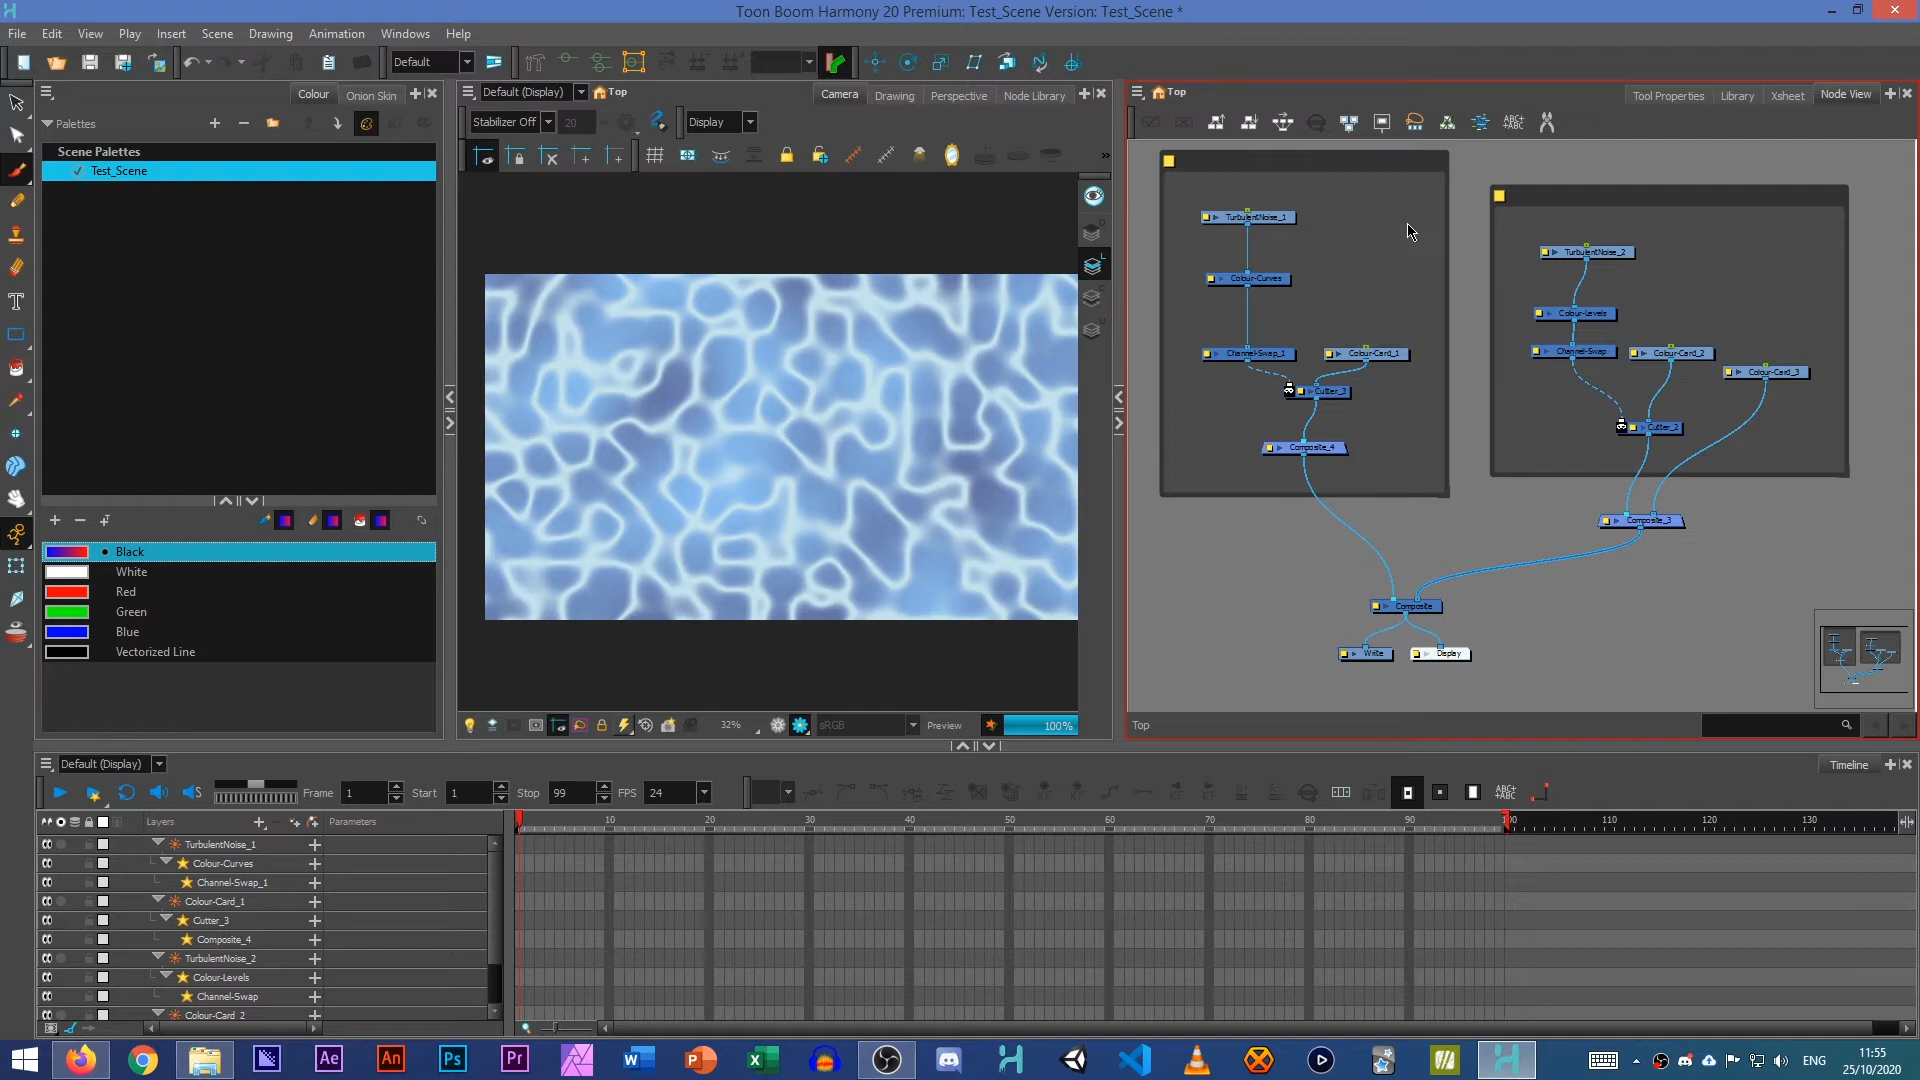 Toon Boom Harmony 20 Premium: Test_Scene Version: Test_Scene *
File Edit View Play Insert Scene Drawing Animation Windows Help
Default
Colour Onion Skin
Palettes
Scene Palettes
Test_Scene
Black
White
Red
Green
Blue
Vectorized Line
Default (Display) Top Camera Drawing Perspective Node Library
Stabilizer Off 20 Display
32% sRGB Preview 100%
Top Tool Properties Library Xsheet Node View
ABC+
ABC+
TurbulentNoise_1
Colour-Curves
Channel-Swap_1 Colour-Card_1
Cutter_3
Composite_4
TurbulentNoise_2
Colour-Levels
Channel-Swap Colour-Card_2
Colour-Card_3
Cutter_2
Composite_3
Composite
Write Display
Top
Default (Display) Timeline
Frame 1 Start 1 Stop 99 FPS 24
Layers Parameters
10 20 30 40 50 60 70 80 90 100 110 120 130
TurbulentNoise_1
Colour-Curves
Channel-Swap_1
Colour-Card_1
Cutter_3
Composite_4
TurbulentNoise_2
Colour-Levels
Channel-Swap
Colour-Card_2
Ae An Ps Pr
ENG
11:55
25/10/2020